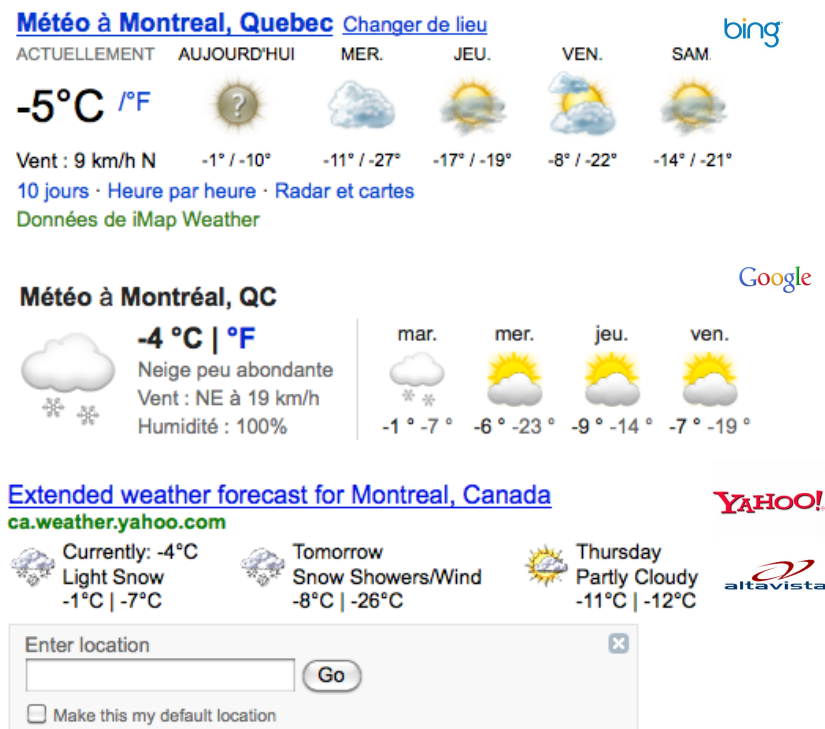 Météo à Montreal, Quebec Changer de lieu bing
ACTUELLEMENT AUJOURD'HUI MER. JEU. VEN. SAM.
-5°C /°F ?
Vent : 9 km/h N -1° / -10° -11° / -27° -17° / -19° -8° / -22° -14° / -21°
10 jours · Heure par heure · Radar et cartes
Données de iMap Weather
Google
Météo à Montréal, QC
-4 °C | °F mar. mer. jeu. ven.
Neige peu abondante
Vent : NE à 19 km/h
Humidité : 100% -1 ° -7 ° -6 ° -23 ° -9 ° -14 ° -7 ° -19 °
Extended weather forecast for Montreal, Canada YAHOO!
ca.weather.yahoo.com
Currently: -4°C Tomorrow Thursday
Light Snow Snow Showers/Wind Partly Cloudy altavista
-1°C | -7°C -8°C | -26°C -11°C | -12°C
Enter location
Go
Make this my default location